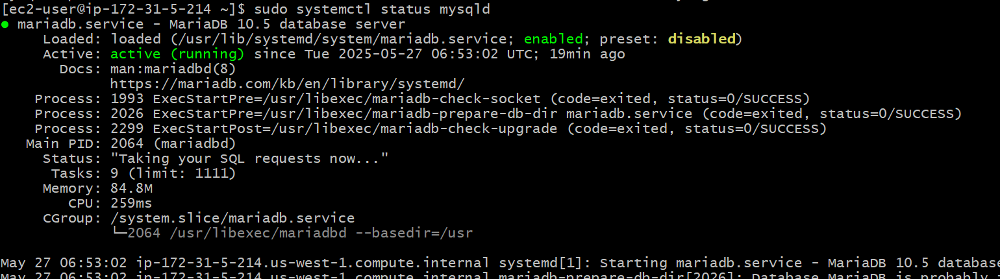 [ec2-user@ip-172-31-5-214 ~]$ sudo systemctl status mysqld
● mariadb.service - MariaDB 10.5 database server
     Loaded: loaded (/usr/lib/systemd/system/mariadb.service; enabled; preset: disabled)
     Active: active (running) since Tue 2025-05-27 06:53:02 UTC; 19min ago
       Docs: man:mariadbd(8)
             https://mariadb.com/kb/en/library/systemd/
    Process: 1993 ExecStartPre=/usr/libexec/mariadb-check-socket (code=exited, status=0/SUCCESS)
    Process: 2026 ExecStartPre=/usr/libexec/mariadb-prepare-db-dir mariadb.service (code=exited, status=0/SUCCESS)
    Process: 2299 ExecStartPost=/usr/libexec/mariadb-check-upgrade (code=exited, status=0/SUCCESS)
   Main PID: 2064 (mariadbd)
     Status: "Taking your SQL requests now..."
      Tasks: 9 (limit: 1111)
     Memory: 84.8M
        CPU: 259ms
     CGroup: /system.slice/mariadb.service
             └─2064 /usr/libexec/mariadbd --basedir=/usr
May 27 06:53:02 ip-172-31-5-214.us-west-1.compute.internal systemd[1]: Starting mariadb.service - MariaDB 10.5 database
May 27 06:53:02 ip-172-31-5-214.us-west-1.compute.internal mariadb-prepare-db-dir[2026]: Database MariaDB is probably